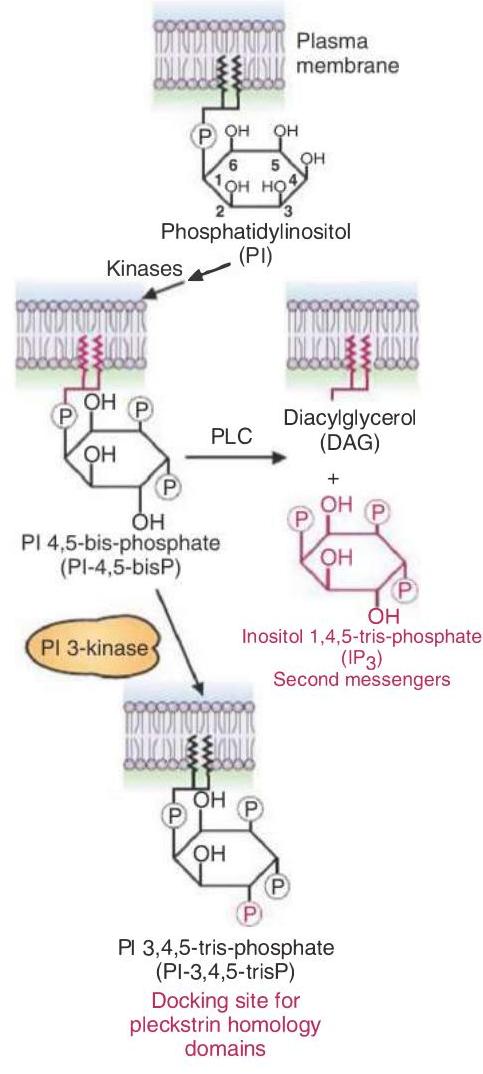 Plasma
membrane
P
OH
OH
OH
6
5
1
OH
HO
4
2
3
Phosphatidylinositol
(PI)
Kinases
P
OH
P
OH
P
OH
PI 4,5-bis-phosphate
(PI-4,5-bisP)
PLC
Diacylglycerol
(DAG)
+
OH
P
P
OH
P
OH
Inositol 1,4,5-tris-phosphate
(IP3)
Second messengers
PI 3-kinase
OH
P
P
OH
P
P
PI 3,4,5-tris-phosphate
(PI-3,4,5-trisP)
Docking site for
pleckstrin homology
domains